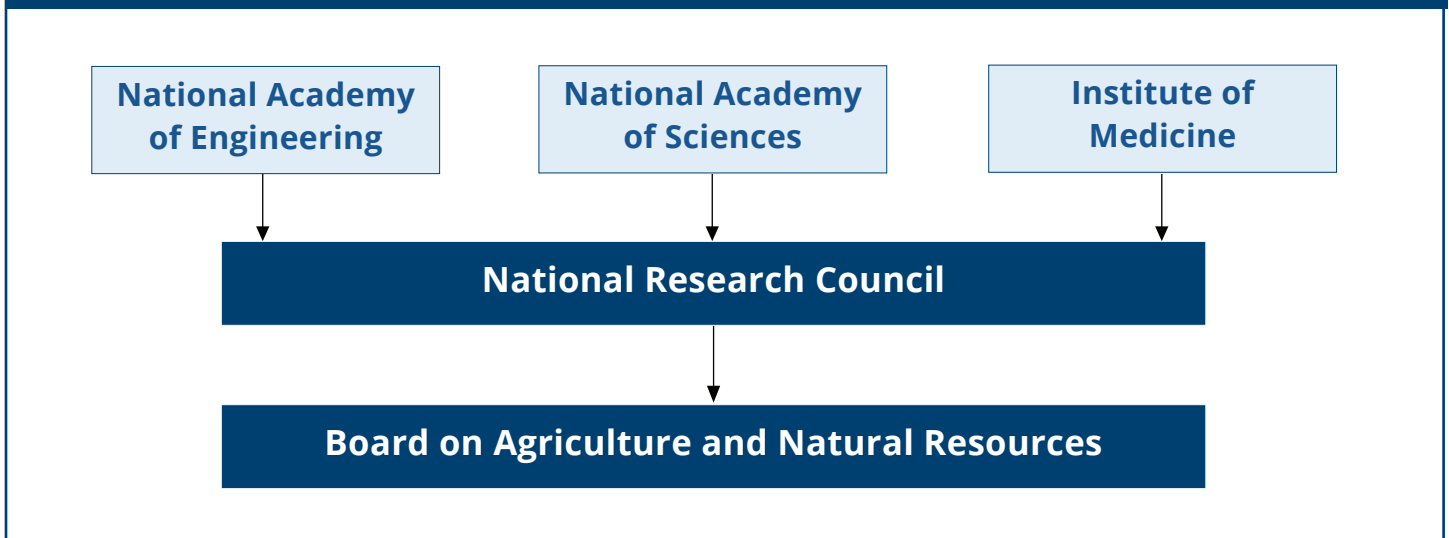 National Academy
of Engineering
National Academy
of Sciences
Institute of
Medicine
National Research Council
Board on Agriculture and Natural Resources